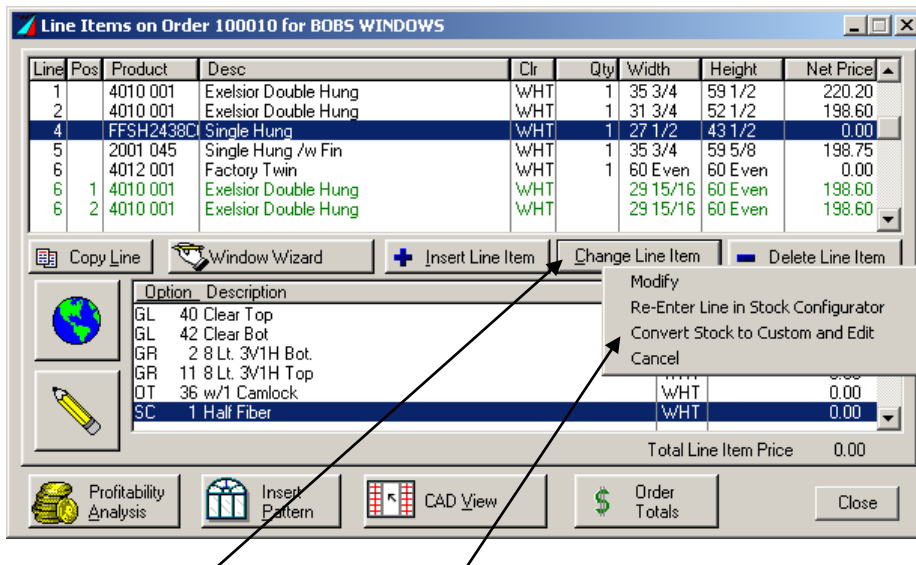 Line Items on Order 100010 for BOBS WINDOWS
Line Pos Product Desc Clr Qty Width Height Net Price
1 4010 001 Exelsior Double Hung WHT 1 35 3/4 59 1/2 220.20
2 4010 001 Exelsior Double Hung WHT 1 31 3/4 52 1/2 198.60
4 FFSH2438C Single Hung WHT 1 27 1/2 43 1/2 0.00
5 2001 045 Single Hung /w Fin WHT 1 35 3/4 59 5/8 198.75
6 4012 001 Factory Twin WHT 1 60 Even 60 Even 0.00
6 1 4010 001 Exelsior Double Hung WHT 29 15/16 60 Even 198.60
6 2 4010 001 Exelsior Double Hung WHT 29 15/16 60 Even 198.60
Copy Line Window Wizard Insert Line Item Change Line Item Delete Line Item
Modify
Re-Enter Line in Stock Configurator
Convert Stock to Custom and Edit
Cancel
Option Description
GL 40 Clear Top
GL 42 Clear Bot
GR 2 8 Lt. 3V1H Bot.
GR 11 8 Lt. 3V1H Top
OT 36 w/1 Camlock WHT 0.00
SC 1 Half Fiber WHT 0.00
Total Line Item Price 0.00
Profitability Analysis Insert Pattern CAD View Order Totals Close